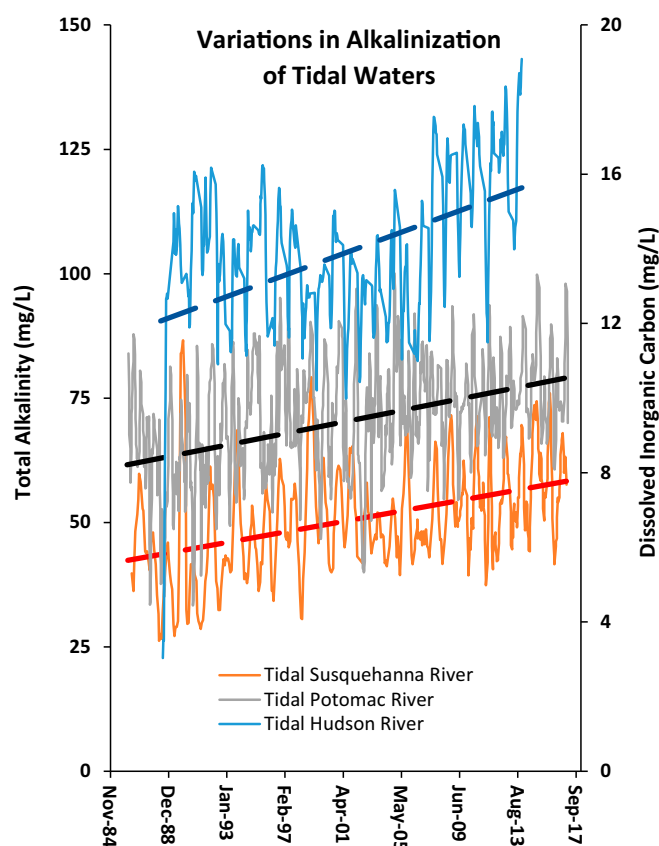 Variations in Alkalinization
of Tidal Waters
Total Alkalinity (mg/L)
150
125
100
75
50
25
0
Dissolved Inorganic Carbon (mg/L)
20
16
12
8
4
0
Tidal Susquehanna River
Tidal Potomac River
Tidal Hudson River
Nov-84
Dec-88
Jan-93
Feb-97
Apr-01
May-05
Jun-09
Aug-13
Sep-17